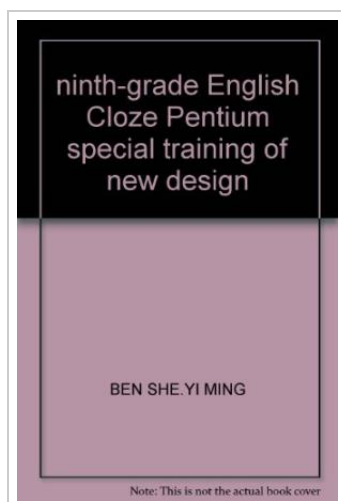 ninth-grade English
Cloze Pentium
special training of
new design
BEN SHE.YI MING
Note: This is not the actual book cover